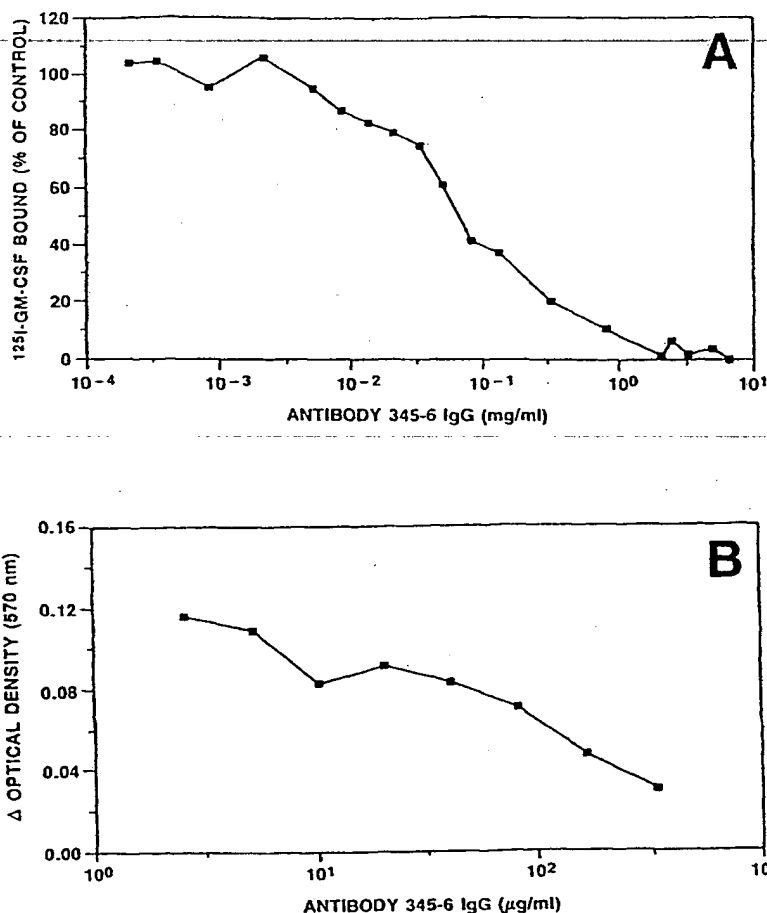 A
¹²⁵I-GM-CSF BOUND (% OF CONTROL)
120
100
80
60
40
20
0
10⁻⁴ 10⁻³ 10⁻² 10⁻¹ 10⁰ 10¹
ANTIBODY 345-6 IgG (mg/ml)
B
Δ OPTICAL DENSITY (570 nm)
0.16
0.12
0.08
0.04
0.00
10⁰ 10¹ 10² 10
ANTIBODY 345-6 IgG (μg/ml)